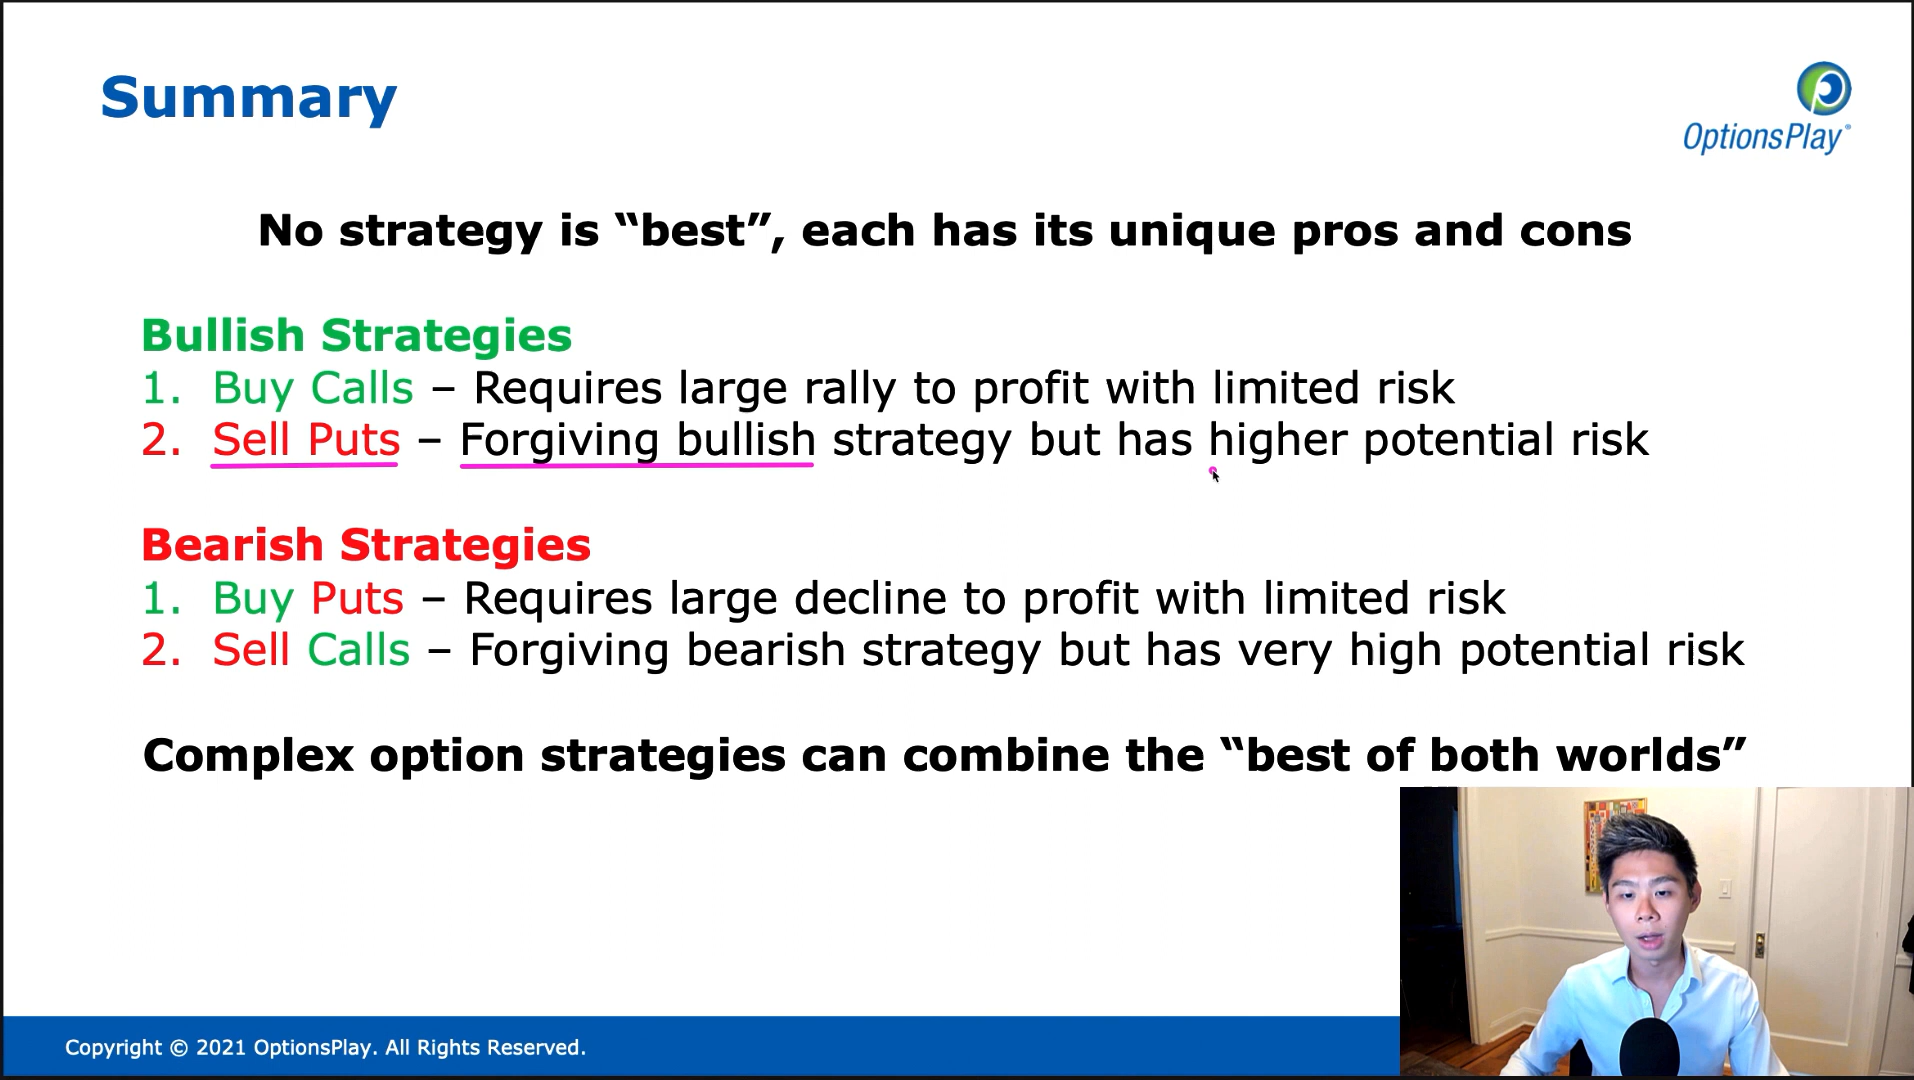 Summary
OptionsPlay®
No strategy is “best”, each has its unique pros and cons
Bullish Strategies
1. Buy Calls – Requires large rally to profit with limited risk
2. Sell Puts – Forgiving bullish strategy but has higher potential risk
Bearish Strategies
1. Buy Puts – Requires large decline to profit with limited risk
2. Sell Calls – Forgiving bearish strategy but has very high potential risk
Complex option strategies can combine the “best of both worlds”
Copyright © 2021 OptionsPlay. All Rights Reserved.